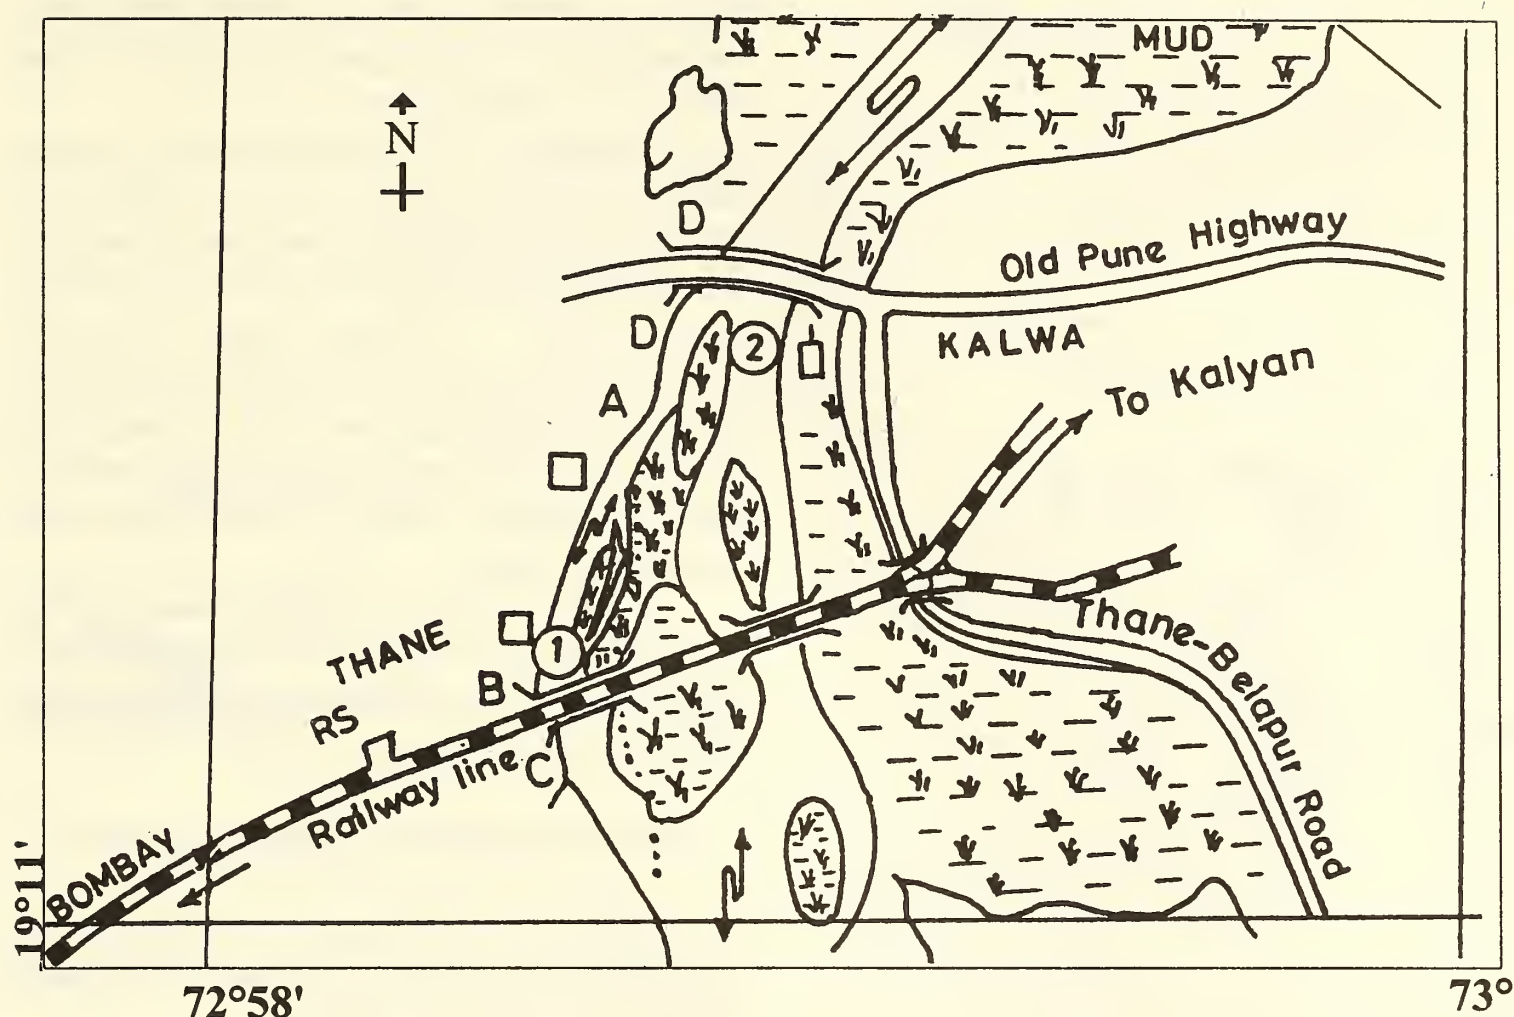 MUD
N
D
Old Pune Highway
D
2
KALWA
To Kalyan
A
THANE
1
Thane-Belapur Road
B
RS
C
Railway line
BOMBAY
19°11'
72°58'
73°